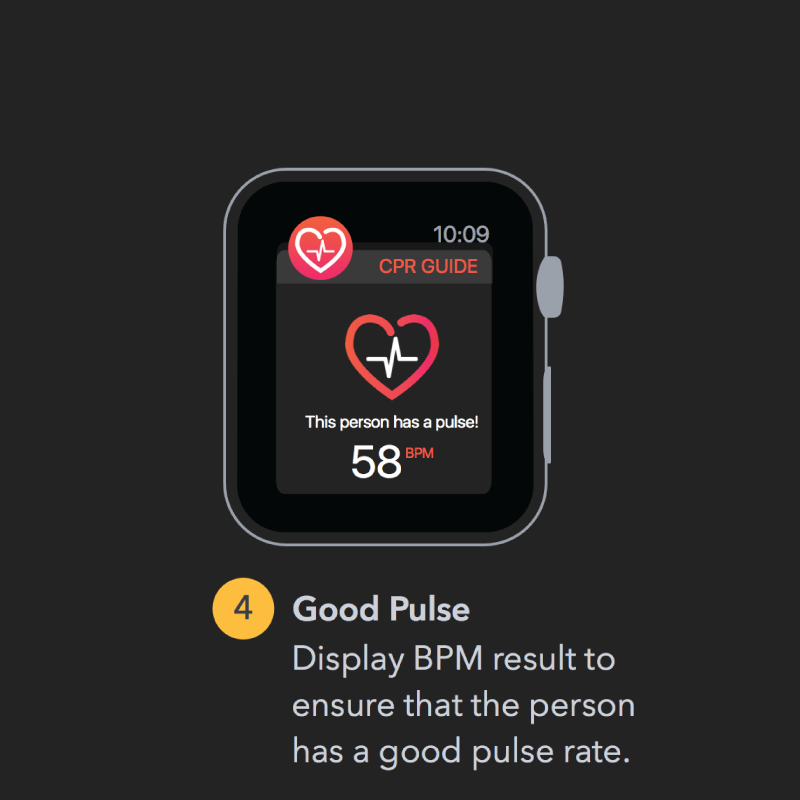 10:09
CPR GUIDE
This person has a pulse!
58 BPM
4 Good Pulse
Display BPM result to
ensure that the person
has a good pulse rate.